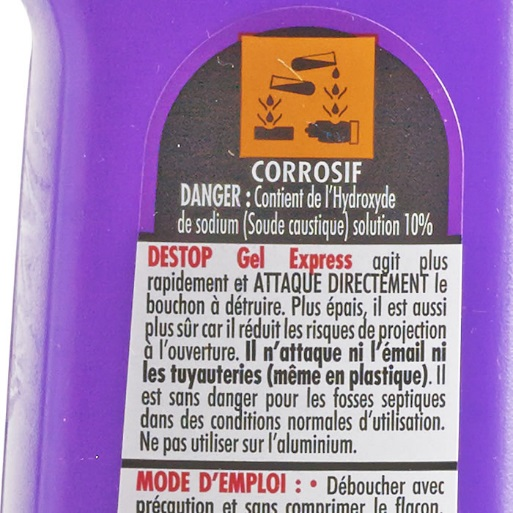 CORROSIF
DANGER : Contient de l'Hydroxyde
de sodium (Soude caustique) solution 10%
DESTOP Gel Express agit plus
rapidement et ATTAQUE DIRECTEMENT le
bouchon à détruire. Plus épais, il est aussi
plus sûr car il réduit les risques de projection
à l'ouverture. Il n'attaque ni l'émail ni
les tuyauteries (même en plastique). Il
est sans danger pour les fosses septiques
dans des conditions normales d'utilisation.
Ne pas utiliser sur l'aluminium.
MODE D'EMPLOI : • Déboucher avec
précaution et sans comprimer le flacon.